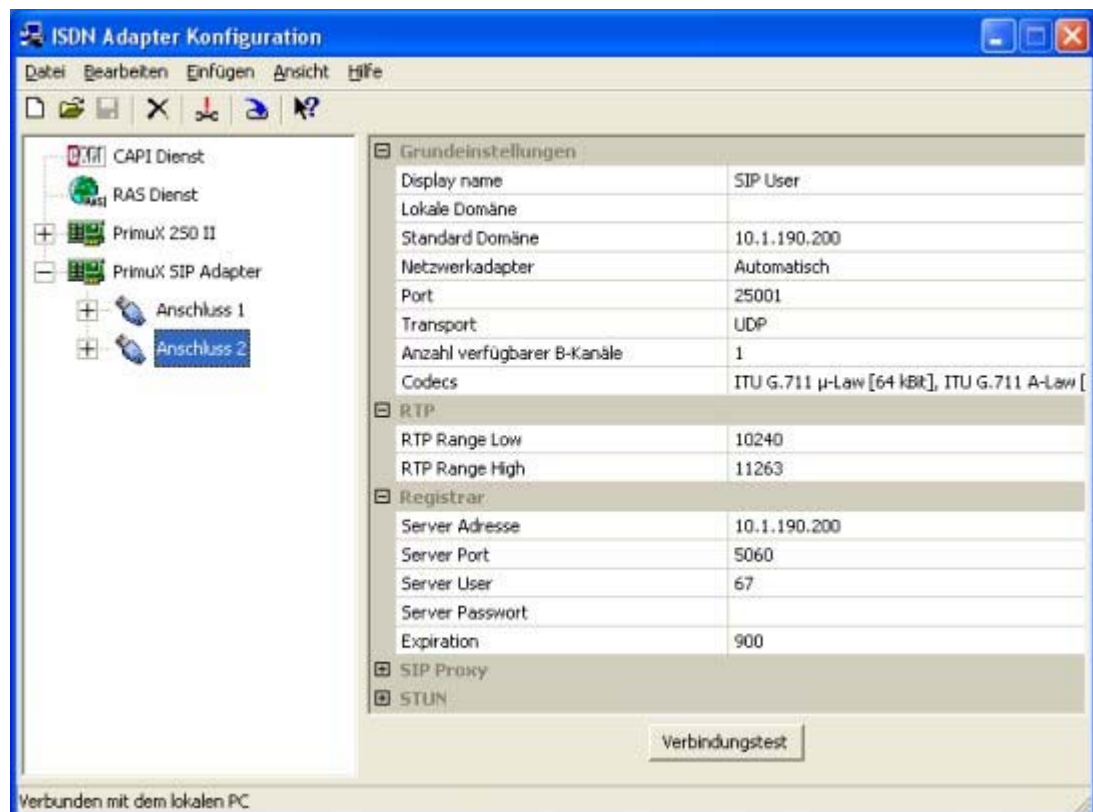 ISDN Adapter Konfiguration
Datei Bearbeiten Einfügen Ansicht Hilfe
CAPI Dienst
RAS Dienst
PrimuX 250 II
PrimuX SIP Adapter
Anschluss 1
Anschluss 2
Grundeinstellungen
Display name SIP User
Lokale Domäne
Standard Domäne 10.1.190.200
Netzwerkadapter Automatisch
Port 25001
Transport UDP
Anzahl verfügbarer B-Kanäle 1
Codecs ITU G.711 µ-Law [64 kBit], ITU G.711 A-Law [
RTP
RTP Range Low 10240
RTP Range High 11263
Registrar
Server Adresse 10.1.190.200
Server Port 5060
Server User 67
Server Passwort
Expiration 900
SIP Proxy
STUN
Verbindungstest
Verbunden mit dem lokalen PC